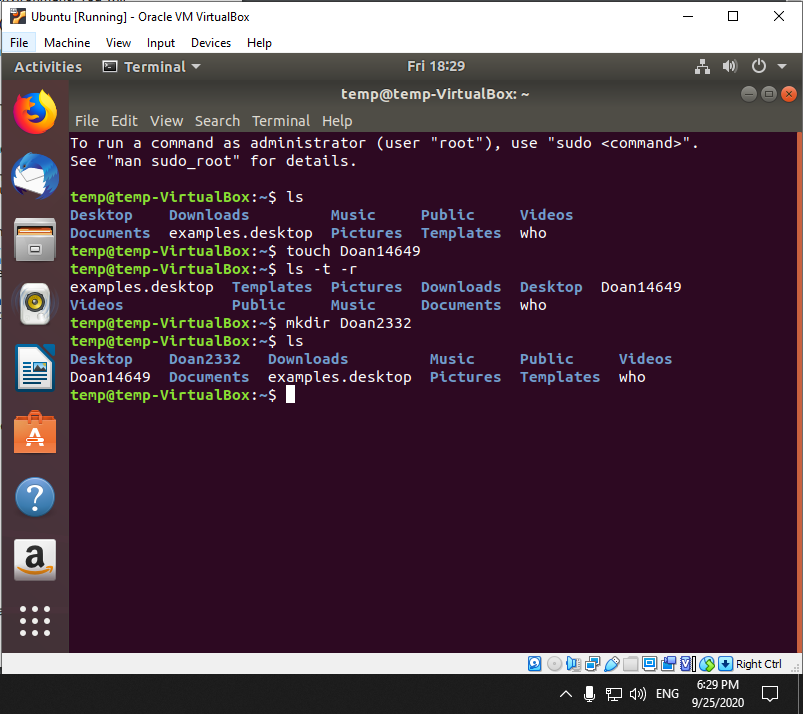 Ubuntu [Running] - Oracle VM VirtualBox
File Machine View Input Devices Help
Activities Terminal Fri 18:29
temp@temp-VirtualBox: ~
File Edit View Search Terminal Help
To run a command as administrator (user "root"), use "sudo <command>".
See "man sudo_root" for details.
temp@temp-VirtualBox:~$ ls
Desktop Downloads Music Public Videos
Documents examples.desktop Pictures Templates who
temp@temp-VirtualBox:~$ touch Doan14649
temp@temp-VirtualBox:~$ ls -t -r
examples.desktop Templates Pictures Downloads Desktop Doan14649
Videos Public Music Documents who
temp@temp-VirtualBox:~$ mkdir Doan2332
temp@temp-VirtualBox:~$ ls
Desktop Doan2332 Downloads Music Public Videos
Doan14649 Documents examples.desktop Pictures Templates who
temp@temp-VirtualBox:~$
Right Ctrl
ENG
6:29 PM
9/25/2020